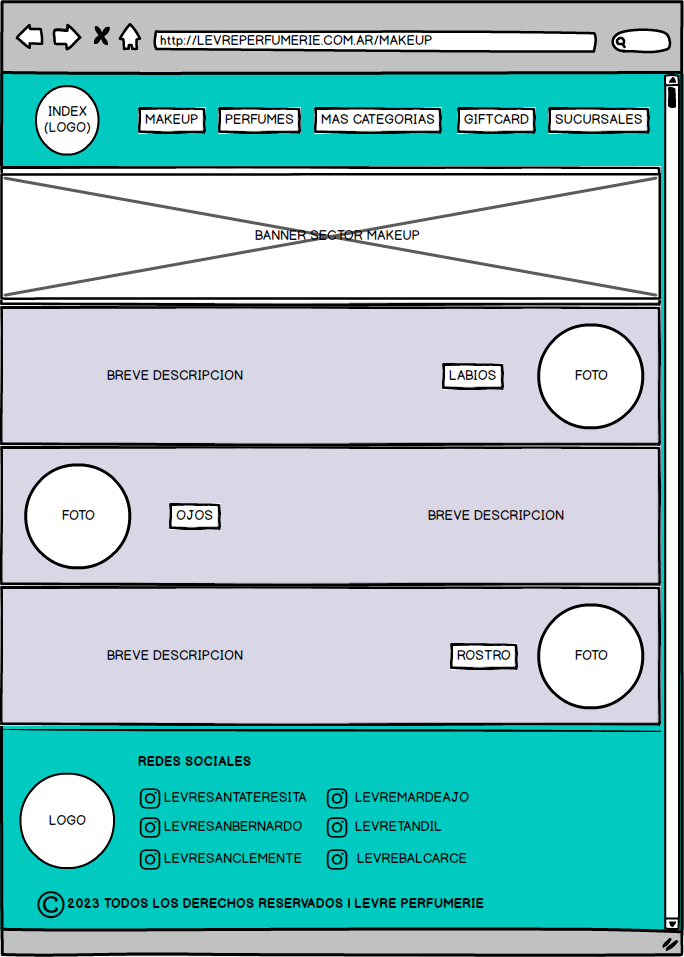 http://LEVREPERFUMERIE.COM.AR/MAKEUP
INDEX
(LOGO)
MAKEUP
PERFUMES
MAS CATEGORIAS
GIFTCARD
SUCURSALES
BANNER SECTOR MAKEUP
BREVE DESCRIPCION
LABIOS
FOTO
FOTO
OJOS
BREVE DESCRIPCION
BREVE DESCRIPCION
ROSTRO
FOTO
REDES SOCIALES
LOGO
LEVRESANTATERESITA
LEVREMARDEAJO
LEVRESANBERNARDO
LEVRETANDIL
LEVRESANCLEMENTE
LEVREBALCARCE
© 2023 TODOS LOS DERECHOS RESERVADOS | LEVRE PERFUMERIE